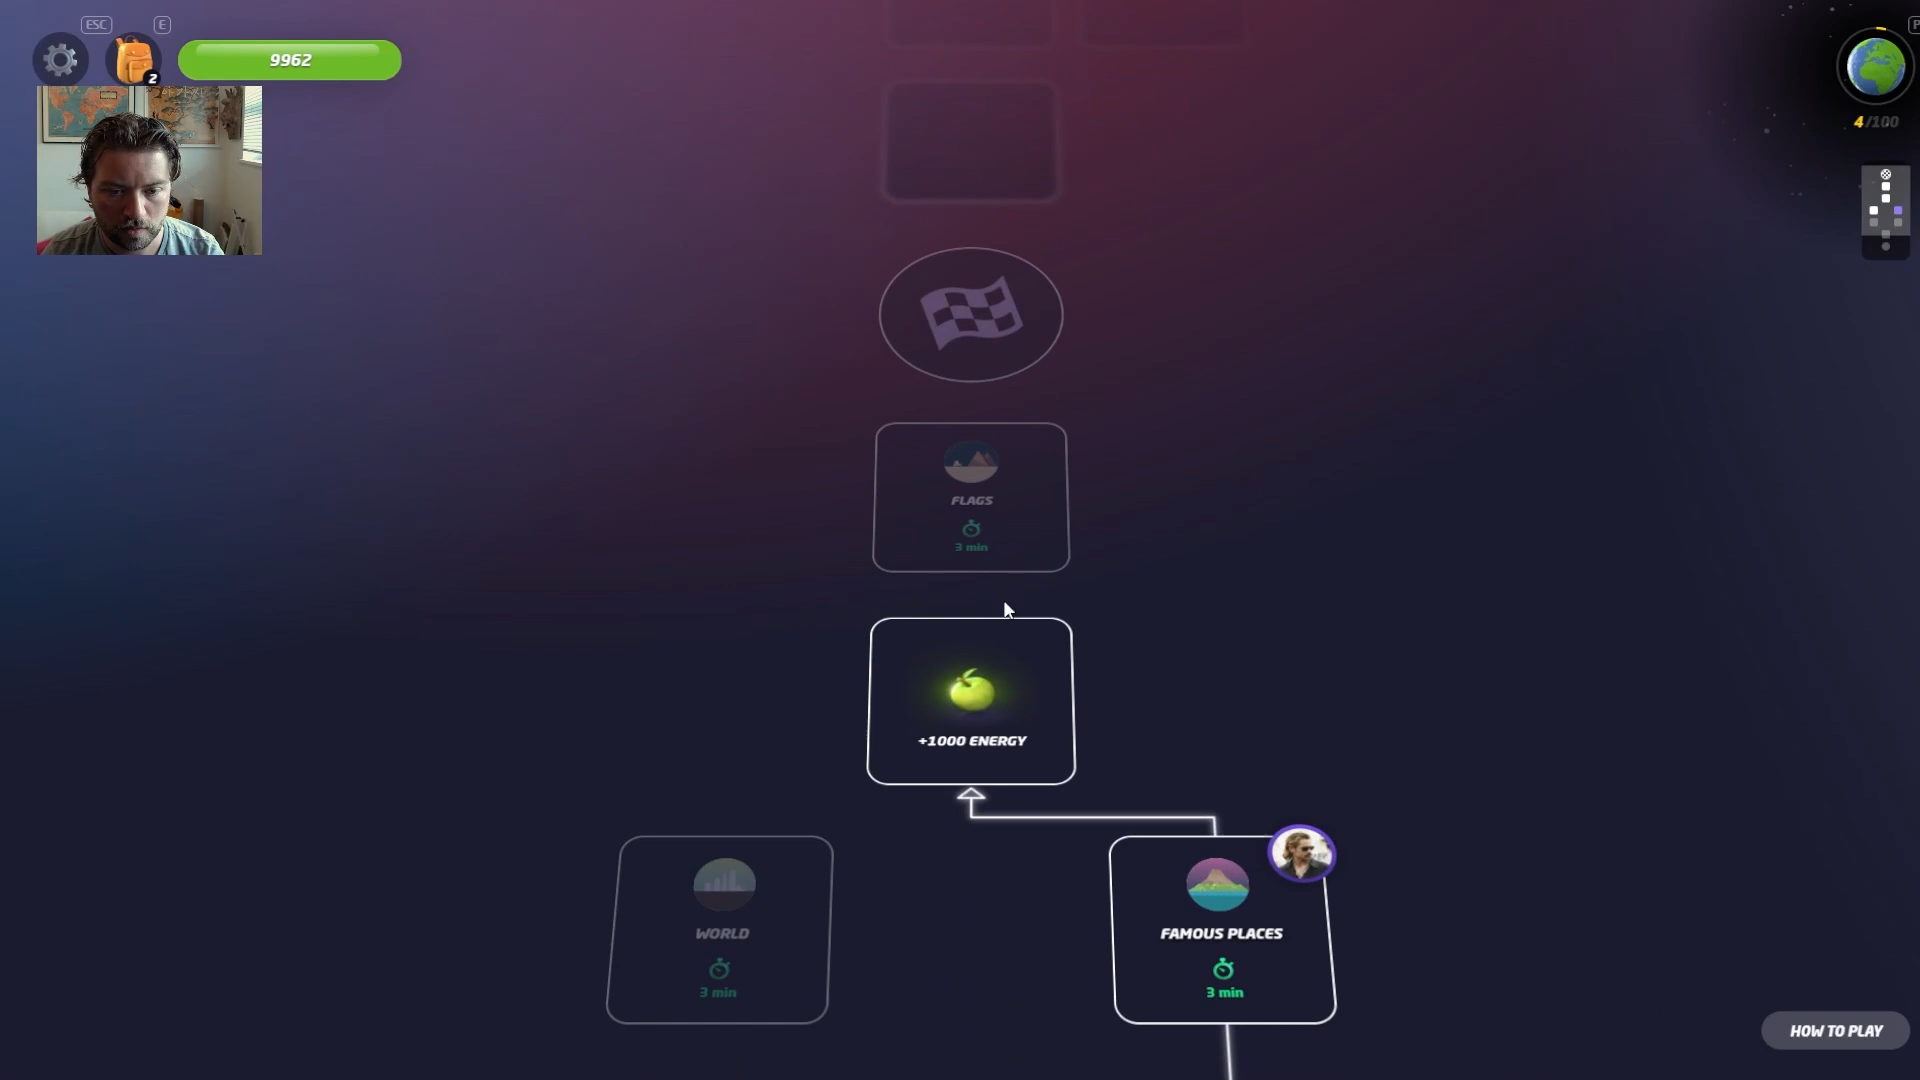 ESC
E
P
2
9962
4/100
FLAGS
3 min
+1000 ENERGY
WORLD
3 min
FAMOUS PLACES
3 min
HOW TO PLAY